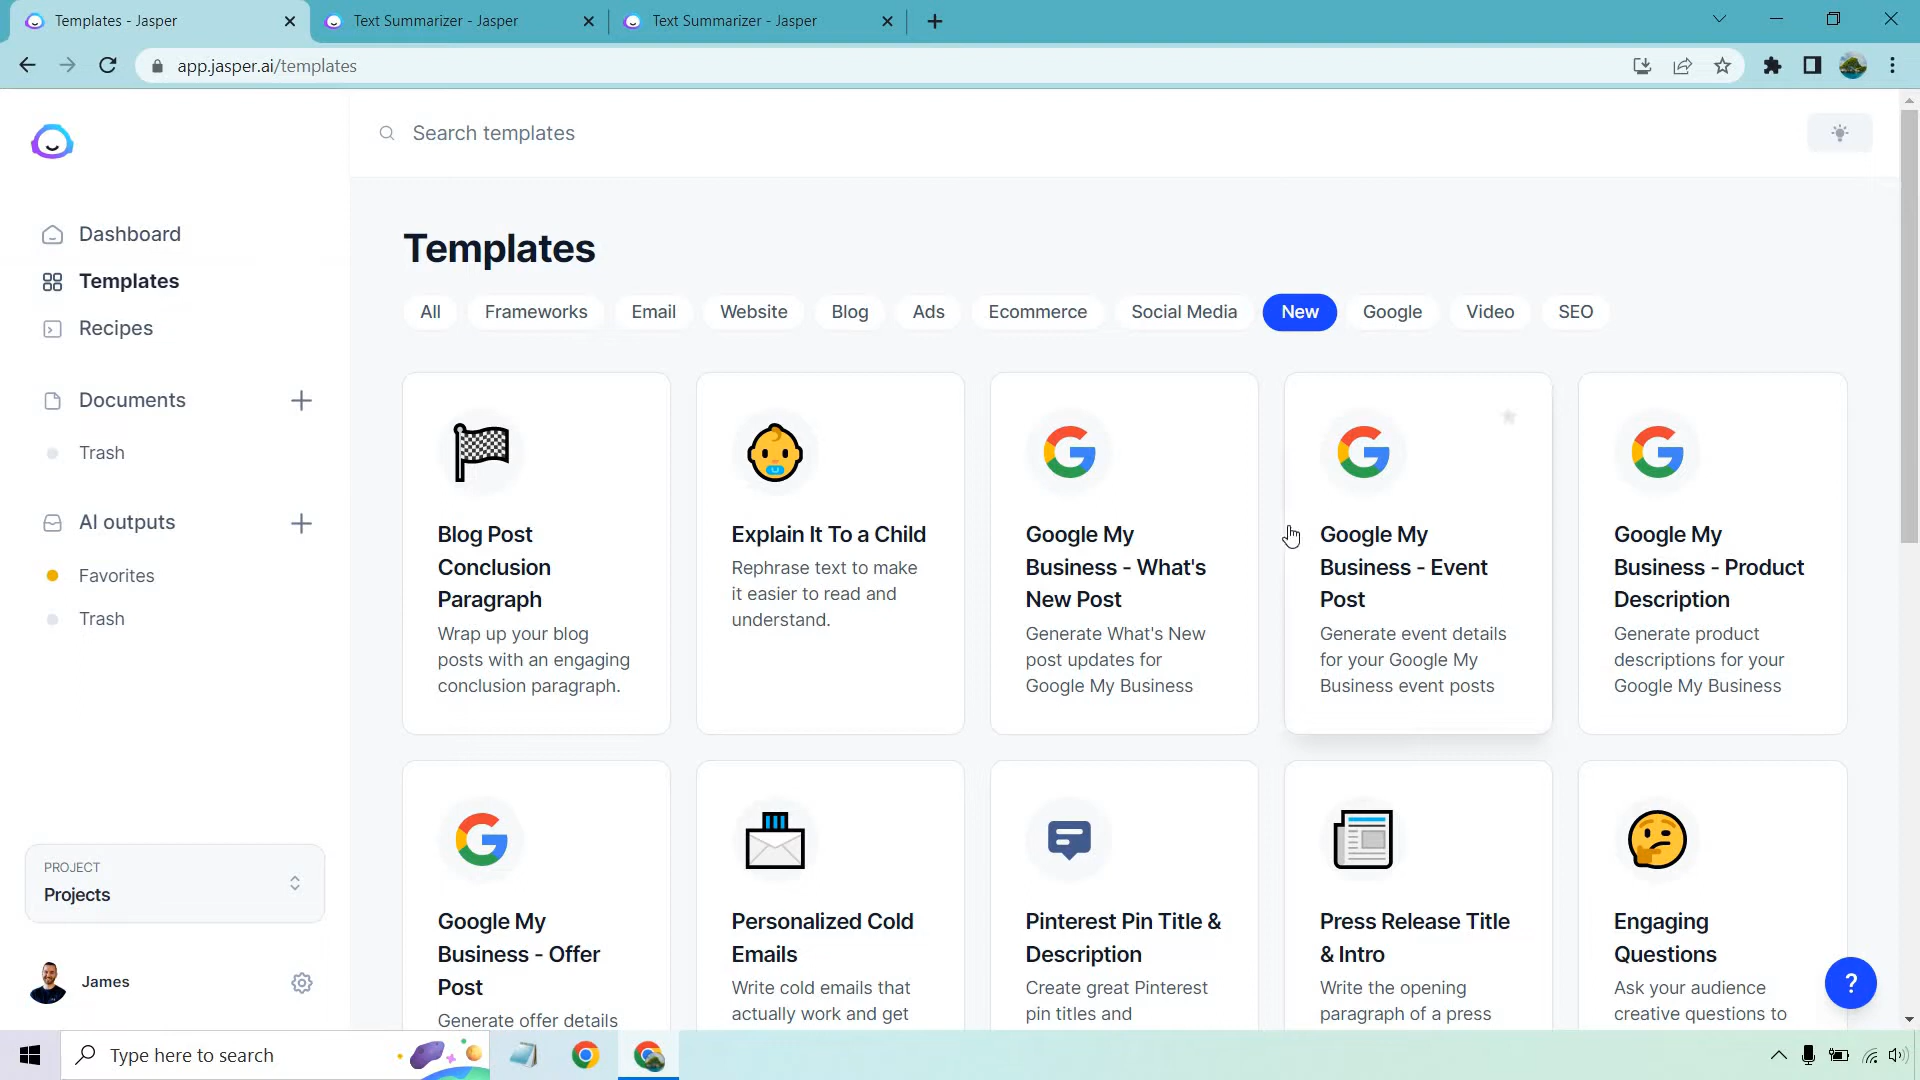 Templates - Jasper
Text Summarizer - Jasper
Text Summarizer - Jasper
app.jasper.ai/templates
Search templates
Dashboard
Templates
Recipes
Documents
Trash
AI outputs
Favorites
Trash
PROJECT
Projects
James
Templates
All
Frameworks
Email
Website
Blog
Ads
Ecommerce
Social Media
New
Google
Video
SEO
Blog Post
Conclusion
Paragraph
Wrap up your blog
posts with an engaging
conclusion paragraph.
Explain It To a Child
Rephrase text to make
it easier to read and
understand.
Google My
Business - What's
New Post
Generate What's New
post updates for
Google My Business
Google My
Business - Event
Post
Generate event details
for your Google My
Business event posts
Google My
Business - Product
Description
Generate product
descriptions for your
Google My Business
Google My
Business - Offer
Post
Generate offer details
Personalized Cold
Emails
Write cold emails that
actually work and get
Pinterest Pin Title &
Description
Create great Pinterest
pin titles and
Press Release Title
& Intro
Write the opening
paragraph of a press
Engaging
Questions
Ask your audience
creative questions to
?
Type here to search